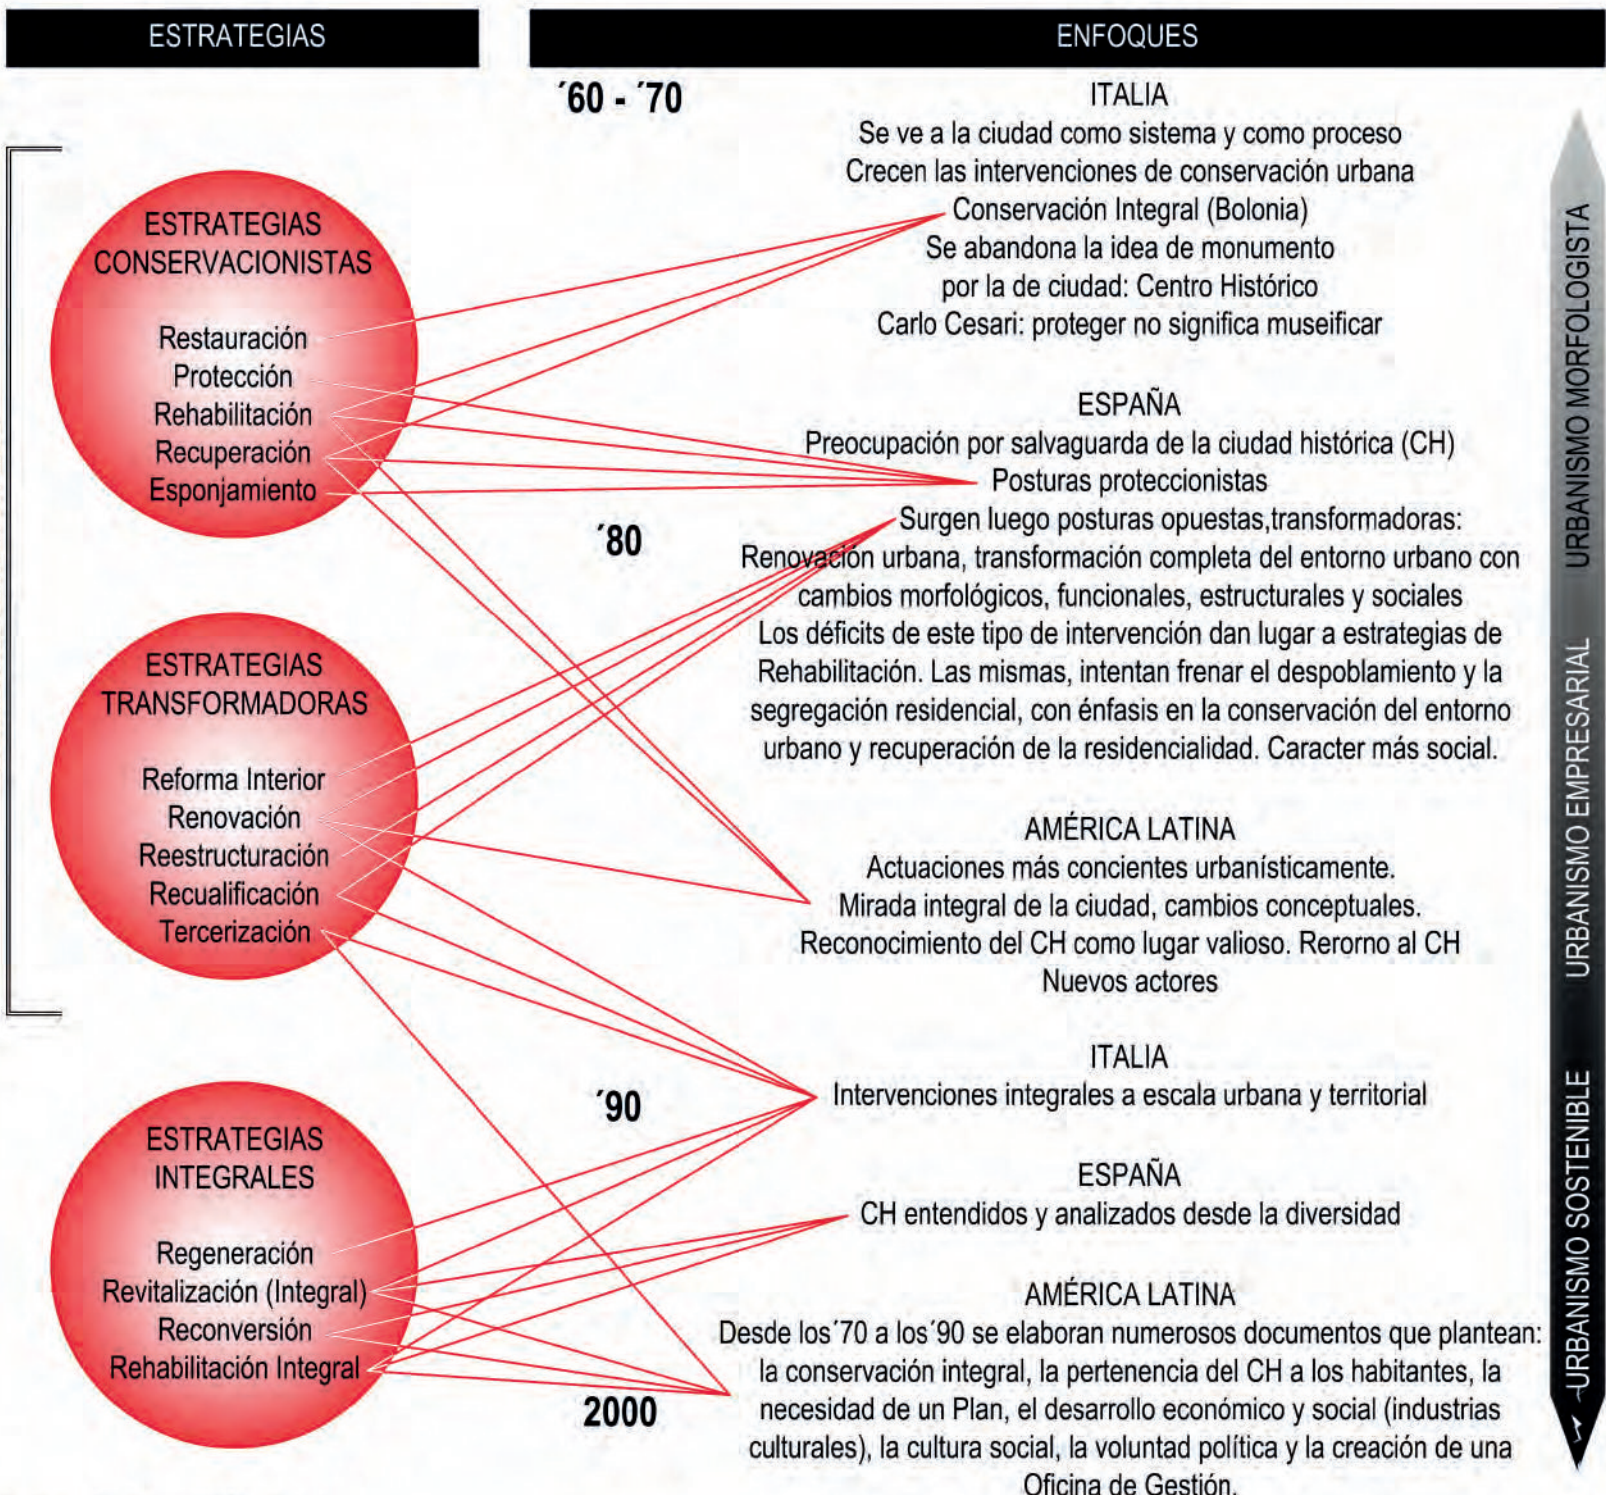 ESTRATEGIAS
ENFOQUES
´60 - ´70
ITALIA
Se ve a la ciudad como sistema y como proceso
Crecen las intervenciones de conservación urbana
Conservación Integral (Bolonia)
Se abandona la idea de monumento
por la de ciudad: Centro Histórico
Carlo Cesari: proteger no significa museificar
ESTRATEGIAS
CONSERVACIONISTAS
Restauración
Protección
Rehabilitación
Recuperación
Esponjamiento
ESPAÑA
Preocupación por salvaguarda de la ciudad histórica (CH)
Posturas proteccionistas
´80
Surgen luego posturas opuestas,transformadoras:
Renovación urbana, transformación completa del entorno urbano con
cambios morfológicos, funcionales, estructurales y sociales
Los déficits de este tipo de intervención dan lugar a estrategias de
Rehabilitación. Las mismas, intentan frenar el despoblamiento y la
segregación residencial, con énfasis en la conservación del entorno
urbano y recuperación de la residencialidad. Caracter más social.
ESTRATEGIAS
TRANSFORMADORAS
Reforma Interior
Renovación
Reestructuración
Recualificación
Tercerización
AMÉRICA LATINA
Actuaciones más concientes urbanísticamente.
Mirada integral de la ciudad, cambios conceptuales.
Reconocimiento del CH como lugar valioso. Rerorno al CH
Nuevos actores
´90
ITALIA
Intervenciones integrales a escala urbana y territorial
ESTRATEGIAS
INTEGRALES
Regeneración
Revitalización (Integral)
Reconversión
Rehabilitación Integral
ESPAÑA
CH entendidos y analizados desde la diversidad
2000
AMÉRICA LATINA
Desde los´70 a los´90 se elaboran numerosos documentos que plantean:
la conservación integral, la pertenencia del CH a los habitantes, la
necesidad de un Plan, el desarrollo económico y social (industrias
culturales), la cultura social, la voluntad política y la creación de una
Oficina de Gestión.
URBANISMO MORFOLOGISTA
URBANISMO EMPRESARIAL
URBANISMO SOSTENIBLE